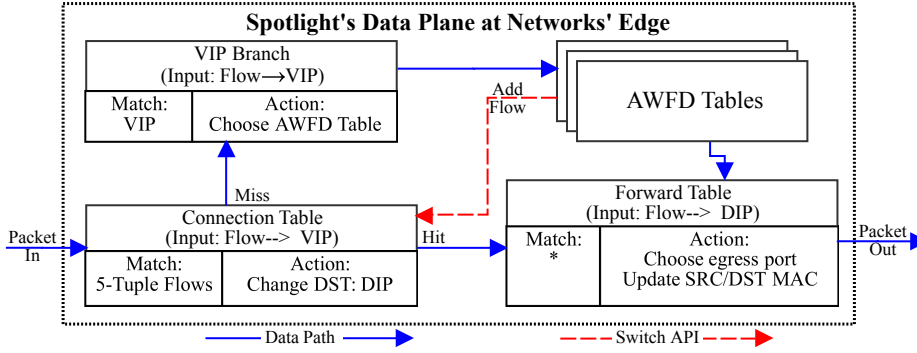 Spotlight's Data Plane at Networks' Edge
VIP Branch
(Input: Flow→VIP)
Match:
VIP
Action:
Choose AWFD Table
AWFD Tables
Add
Flow
Miss
Connection Table
(Input: Flow--> VIP)
Match:
5-Tuple Flows
Action:
Change DST: DIP
Packet
In
Hit
Forward Table
(Input: Flow--> DIP)
Match:
*
Action:
Choose egress port
Update SRC/DST MAC
Packet
Out
Data Path
Switch API